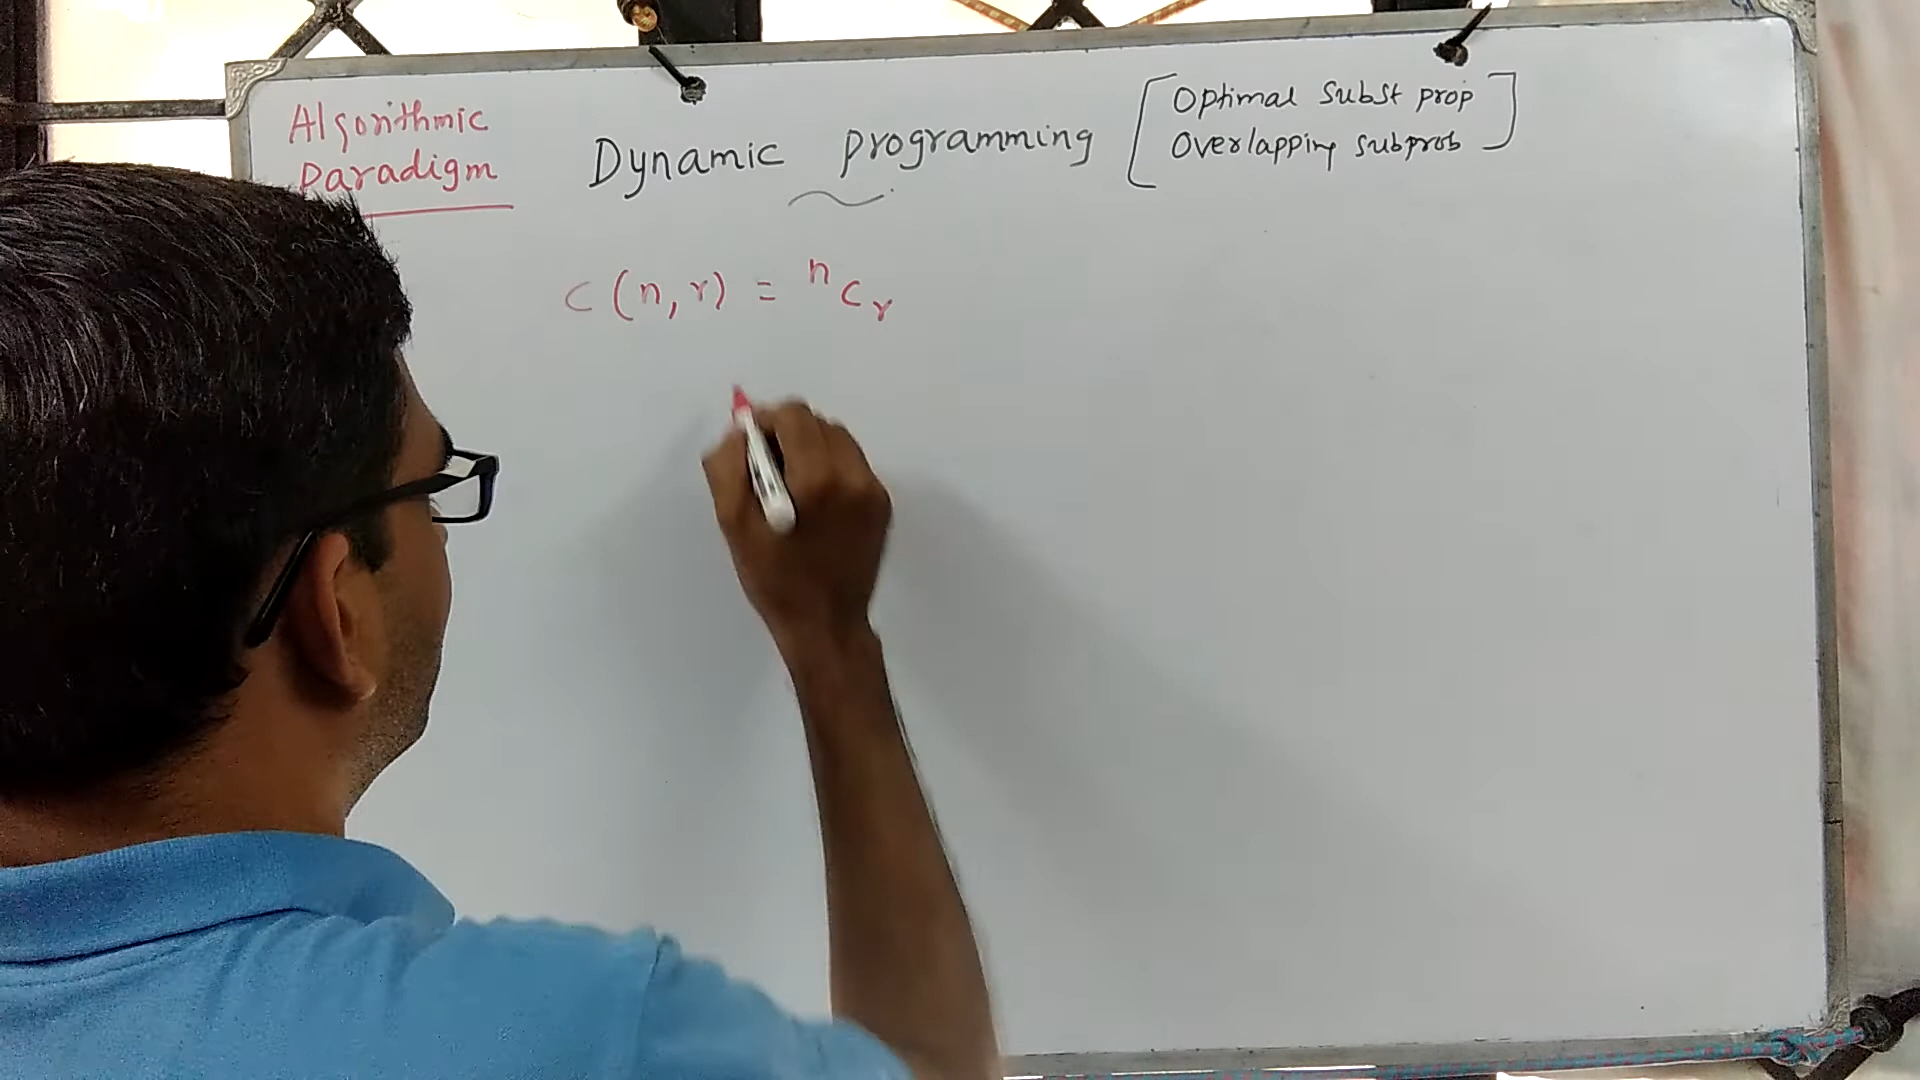 Algorithmic
Paradigm
Dynamic programming
Optimal Subst prop
Overlapping subprob
C (n, r) = ⁿCᵣ